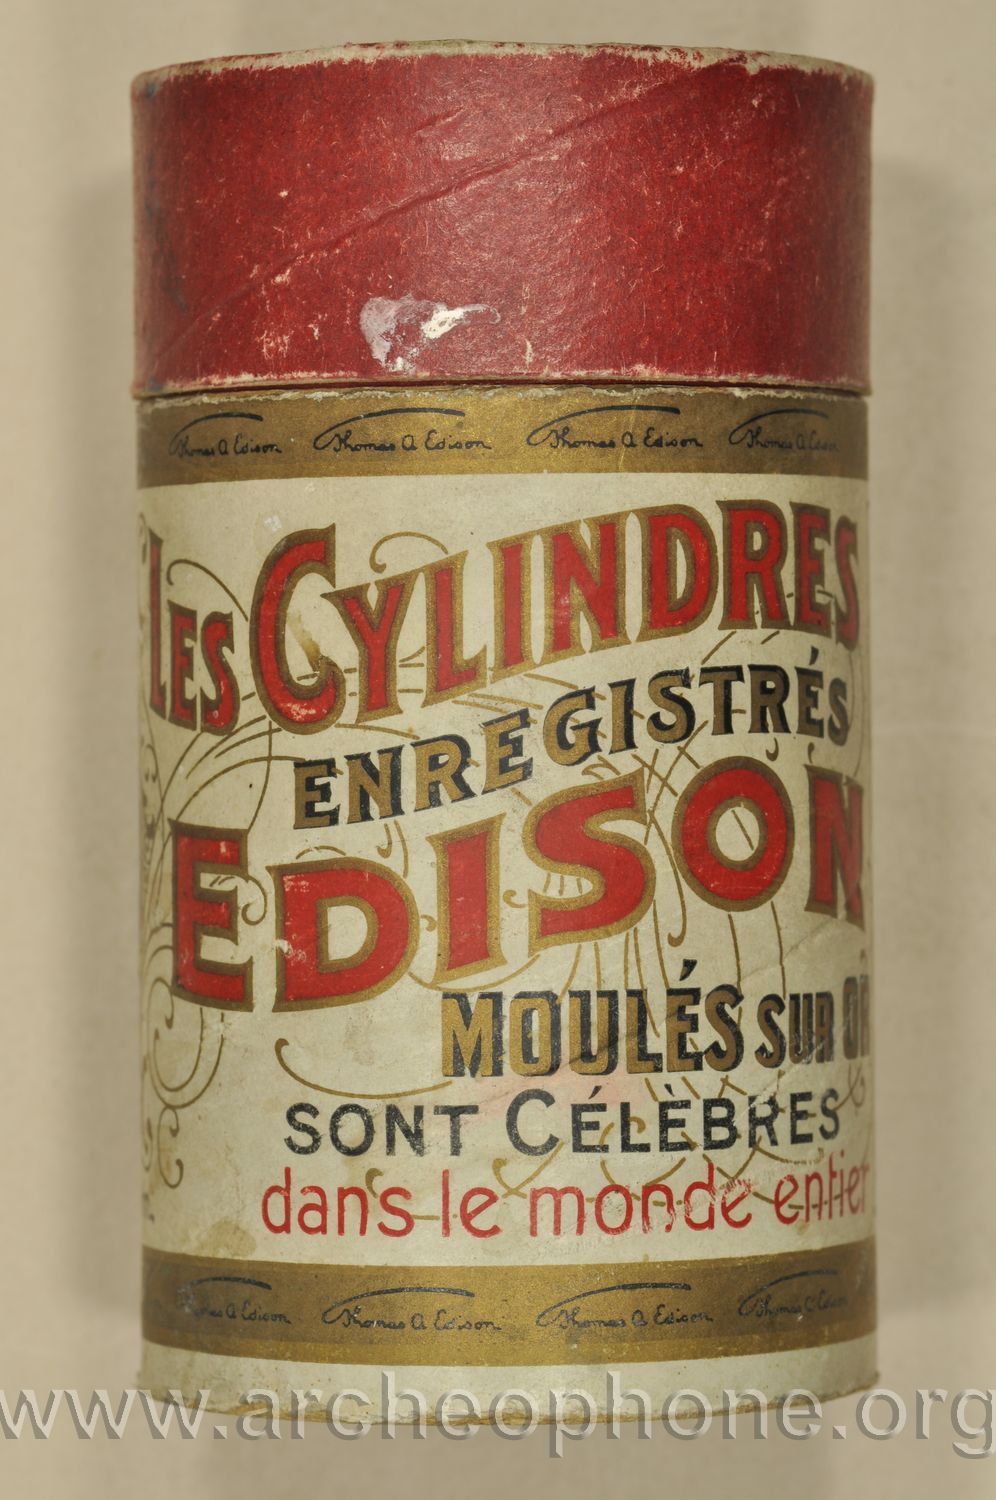 Thomas A Edison Thomas A Edison Thomas A Edison Thomas A Edison
LES CYLINDRES
ENREGISTRÉS
EDISON
MOULÉS SUR OR
SONT CÉLÈBRES
dans le monde entier
Thomas A Edison Thomas A Edison Thomas A Edison Thomas A Edison
www.archeophone.org